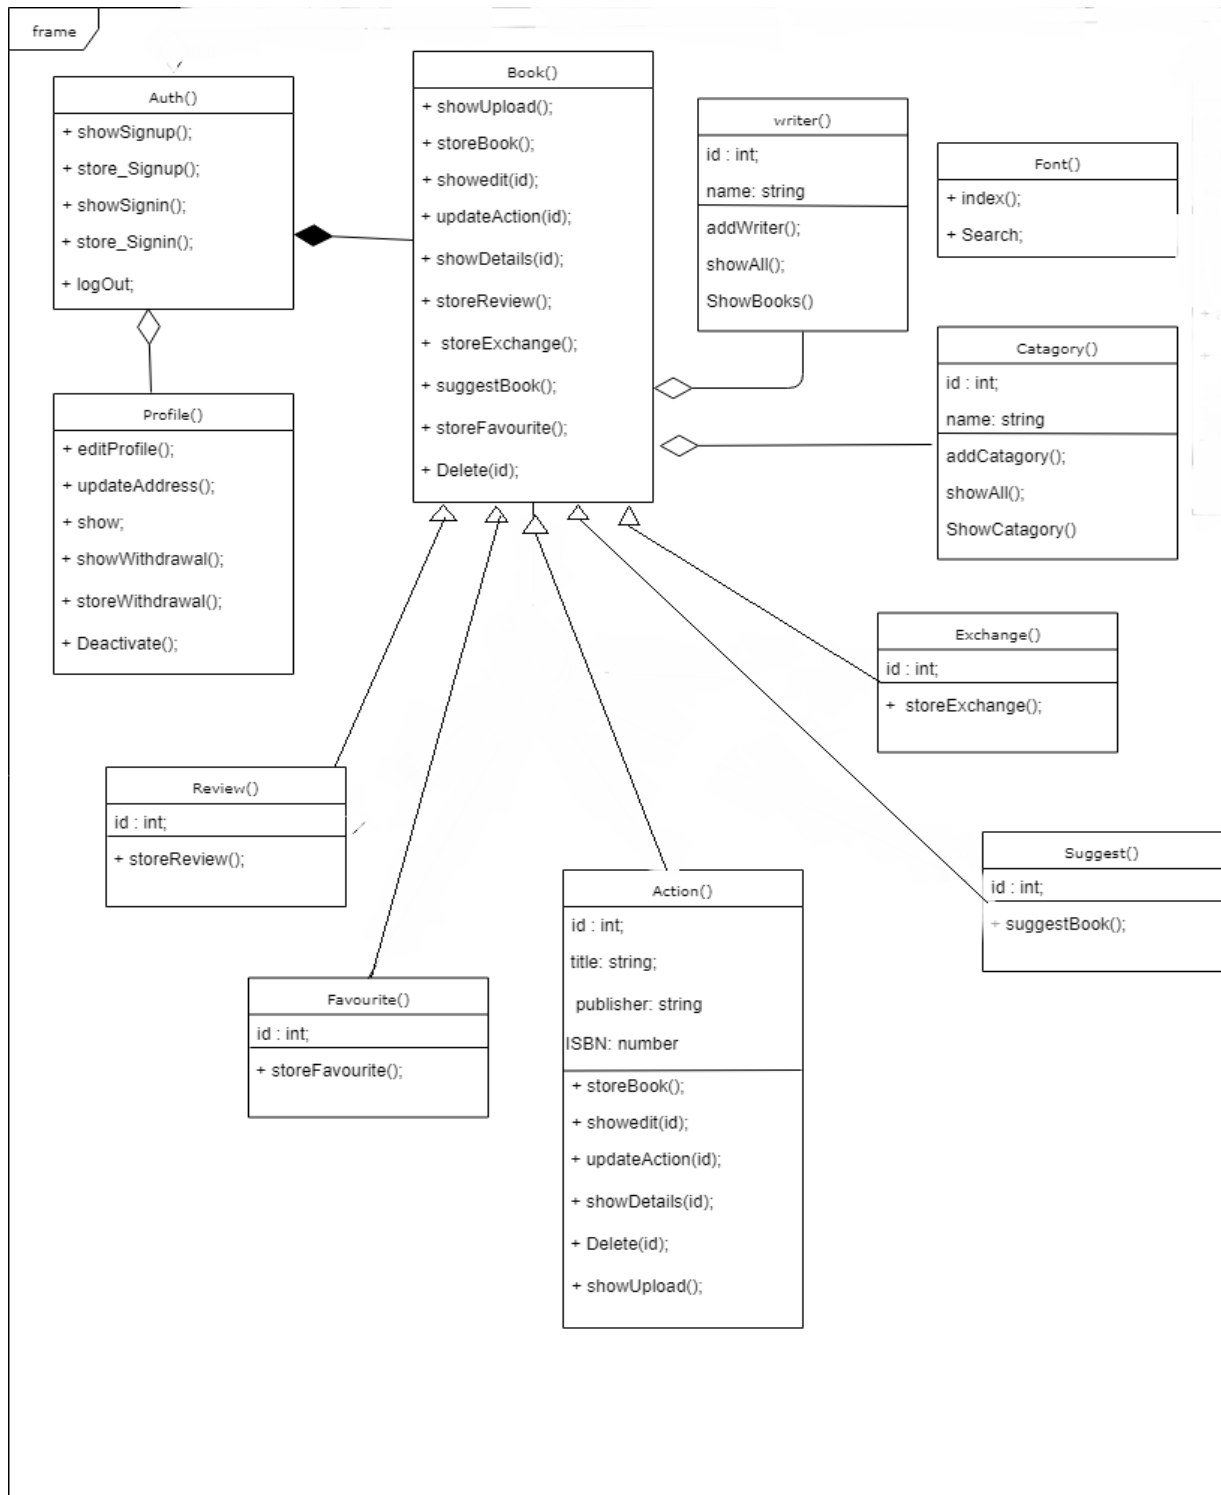 frame
Auth()
+ showSignup();
+ store_Signup();
+ showSignin();
+ store_Signin();
+ logOut;
Profile()
+ editProfile();
+ updateAddress();
+ show;
+ showWithdrawal();
+ storeWithdrawal();
+ Deactivate();
Book()
+ showUpload();
+ storeBook();
+ showedit(id);
+ updateAction(id);
+ showDetails(id);
+ storeReview();
+ storeExchange();
+ suggestBook();
+ storeFavourite();
+ Delete(id);
writer()
id : int;
name: string
addWriter();
showAll();
ShowBooks()
Font()
+ index();
+ Search;
Catagory()
id : int;
name: string
addCatagory();
showAll();
ShowCatagory()
Exchange()
id : int;
+ storeExchange();
Review()
id : int;
+ storeReview();
Suggest()
id : int;
+ suggestBook();
Action()
id : int;
title: string;
publisher: string
ISBN: number
+ storeBook();
+ showedit(id);
+ updateAction(id);
+ showDetails(id);
+ Delete(id);
+ showUpload();
Favourite()
id : int;
+ storeFavourite();